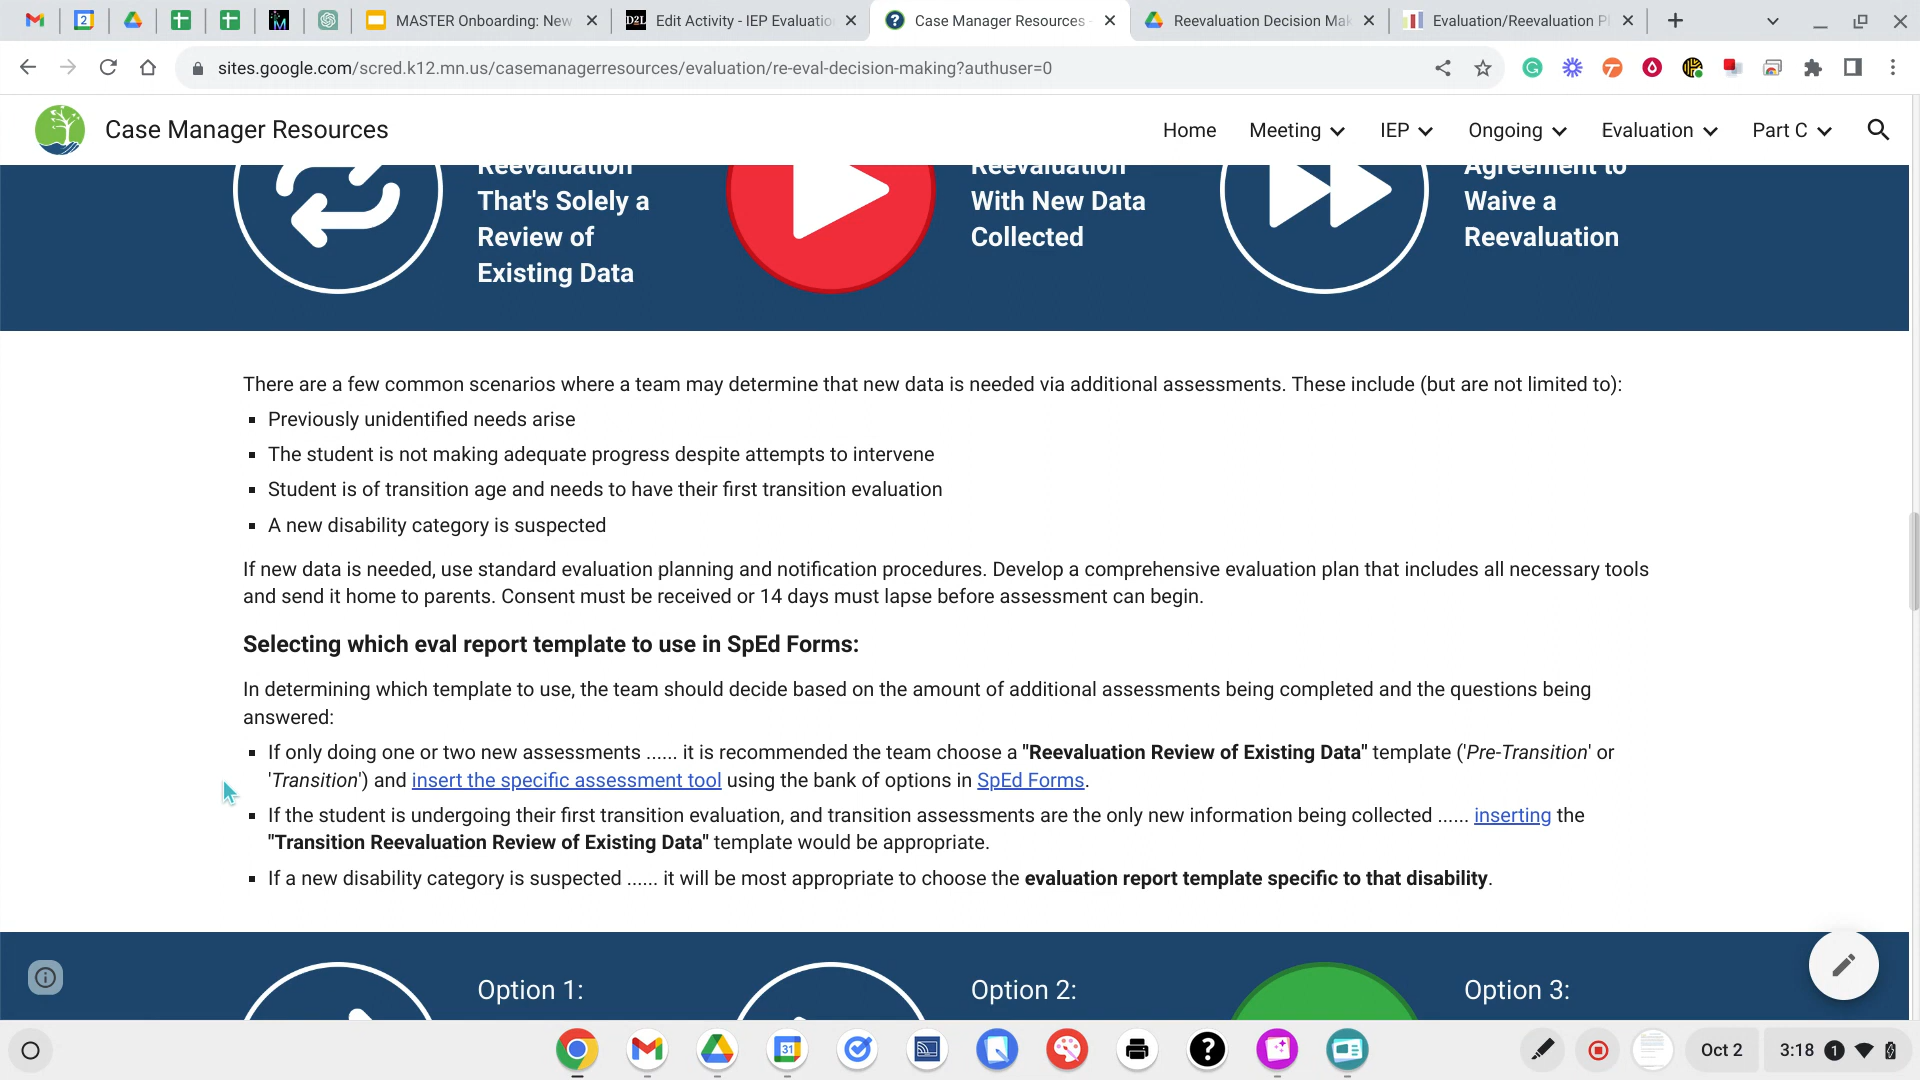 MASTER Onboarding: New
D2L
Edit Activity - IEP Evaluatio
Case Manager Resources -
Reevaluation Decision Mak
Evaluation/Reevaluation P
sites.google.com/scred.k12.mn.us/casemanagerresources/evaluation/re-eval-decision-making?authuser=0
Case Manager Resources
Home
Meeting
IEP
Ongoing
Evaluation
Part C
Reevaluation
That's Solely a
Review of
Existing Data
Reevaluation
With New Data
Collected
Agreement to
Waive a
Reevaluation
There are a few common scenarios where a team may determine that new data is needed via additional assessments. These include (but are not limited to):
▪ Previously unidentified needs arise
▪ The student is not making adequate progress despite attempts to intervene
▪ Student is of transition age and needs to have their first transition evaluation
▪ A new disability category is suspected
If new data is needed, use standard evaluation planning and notification procedures. Develop a comprehensive evaluation plan that includes all necessary tools
and send it home to parents. Consent must be received or 14 days must lapse before assessment can begin.
Selecting which eval report template to use in SpEd Forms:
In determining which template to use, the team should decide based on the amount of additional assessments being completed and the questions being
answered:
▪ If only doing one or two new assessments ...... it is recommended the team choose a "Reevaluation Review of Existing Data" template ('Pre-Transition' or
'Transition') and insert the specific assessment tool using the bank of options in SpEd Forms.
▪ If the student is undergoing their first transition evaluation, and transition assessments are the only new information being collected ...... inserting the
"Transition Reevaluation Review of Existing Data" template would be appropriate.
▪ If a new disability category is suspected ...... it will be most appropriate to choose the evaluation report template specific to that disability.
Option 1:
Option 2:
Option 3:
Oct 2
3:18
1